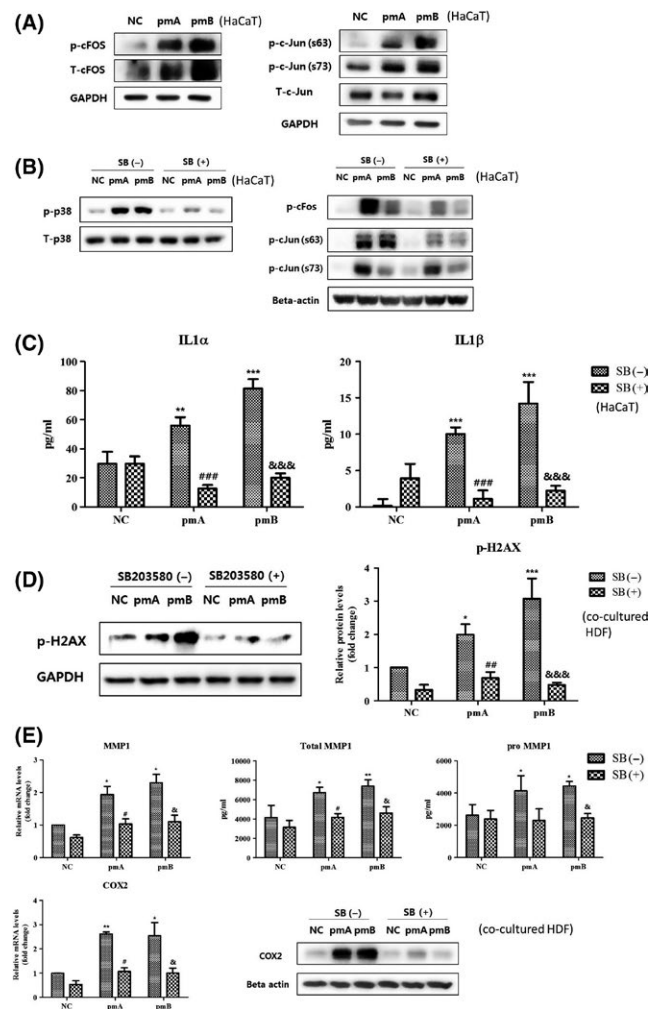 (A)
NC pmA pmB (HaCaT)
p-cFOS
T-cFOS
GAPDH
NC pmA pmB (HaCaT)
p-c-Jun (s63)
p-c-Jun (s73)
T-c-Jun
GAPDH
(B)
SB (−) SB (+)
NC pmA pmB NC pmA pmB (HaCaT)
p-p38
T-p38
SB (−) SB (+)
NC pmA pmB NC pmA pmB (HaCaT)
p-cFos
p-cJun (s63)
p-cJun (s73)
Beta-actin
(C)
IL1α
pg/ml
100
80
60
40
20
0
** ### *** &&&
NC pmA pmB
IL1β
pg/ml
20
15
10
5
0
*** ### *** &&&
NC pmA pmB
SB (−)
SB (+)
(HaCaT)
(D)
SB203580 (−) SB203580 (+)
NC pmA pmB NC pmA pmB
p-H2AX
GAPDH
p-H2AX
Relative protein levels
(fold change)
4
3
2
1
0
* ## *** &&&
NC pmA pmB
SB (−)
SB (+)
(co-cultured
HDF)
(E)
MMP1
Relative mRNA levels
(fold change)
3
2
1
0
* # * &
NC pmA pmB
Total MMP1
pg/ml
10000
8000
6000
4000
2000
0
* # ** &
NC pmA pmB
pro MMP1
pg/ml
6000
4000
2000
0
* * &
NC pmA pmB
SB (−)
SB (+)
COX2
Relative mRNA levels
(fold change)
4
3
2
1
0
** # * &
NC pmA pmB
SB (−) SB (+)
NC pmA pmB NC pmA pmB
(co-cultured HDF)
COX2
Beta actin